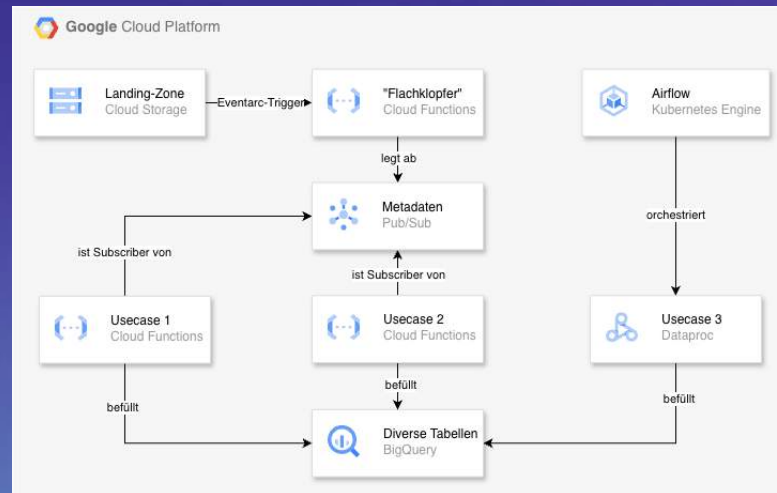 Google Cloud Platform
Landing-Zone
Cloud Storage
Eventarc-Trigger
"Flachklopfer"
Cloud Functions
Airflow
Kubernetes Engine
legt ab
Metadaten
Pub/Sub
orchestriert
ist Subscriber von
ist Subscriber von
Usecase 1
Cloud Functions
Usecase 2
Cloud Functions
Usecase 3
Dataproc
befüllt
befüllt
befüllt
Diverse Tabellen
BigQuery